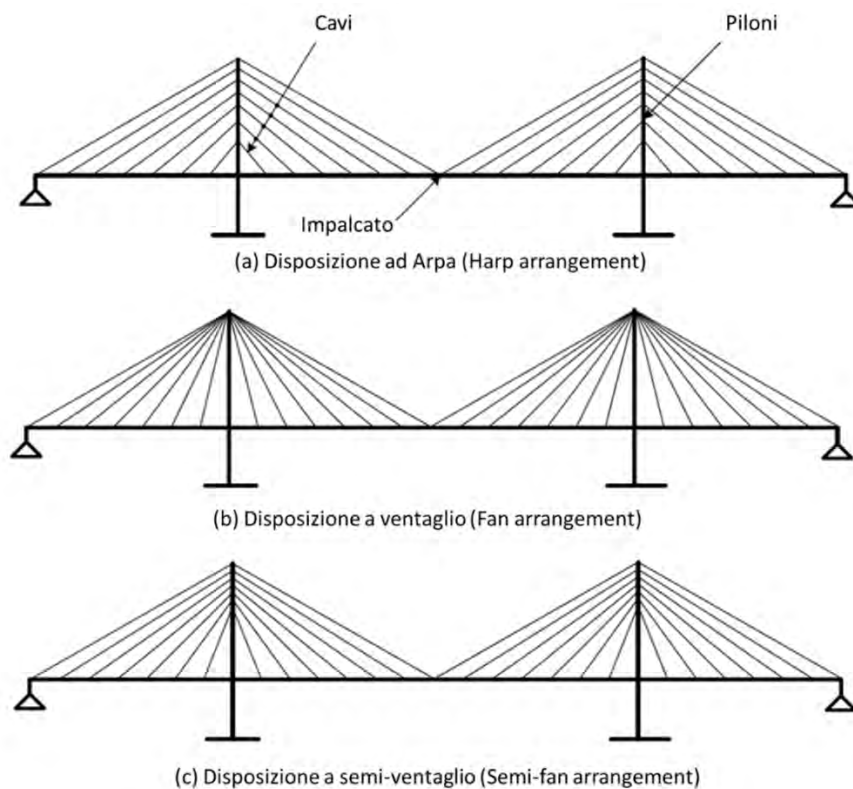 Cavi
Piloni
Impalcato
(a) Disposizione ad Arpa (Harp arrangement)
(b) Disposizione a ventaglio (Fan arrangement)
(c) Disposizione a semi-ventaglio (Semi-fan arrangement)